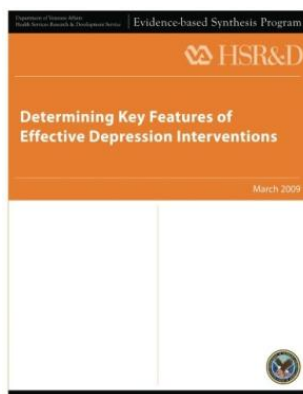 Department of Veterans Affairs
Health Services Research & Development Service
Evidence-based Synthesis Program
VA HSR&D
Determining Key Features of
Effective Depression Interventions
March 2009